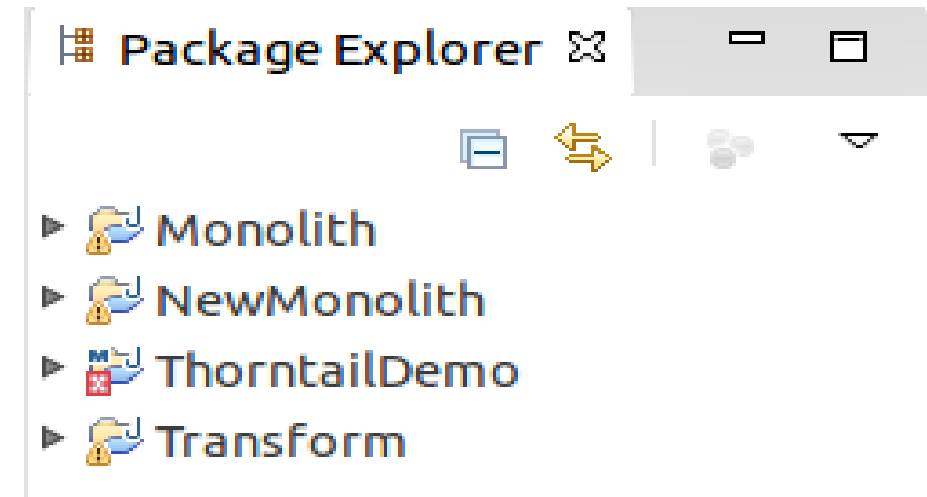 Package Explorer
Monolith
NewMonolith
ThorntailDemo
Transform